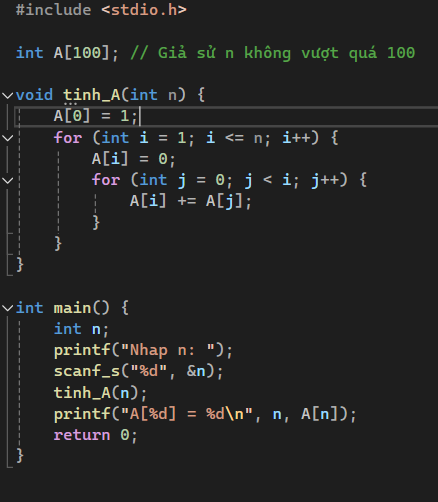 #include <stdio.h>
int A[100]; // Giả sử n không vượt quá 100
void tinh_A(int n) {
A[0] = 1;
for (int i = 1; i <= n; i++) {
A[i] = 0;
for (int j = 0; j < i; j++) {
A[i] += A[j];
}
}
}
int main() {
int n;
printf("Nhap n: ");
scanf_s("%d", &n);
tinh_A(n);
printf("A[%d] = %d\n", n, A[n]);
return 0;
}